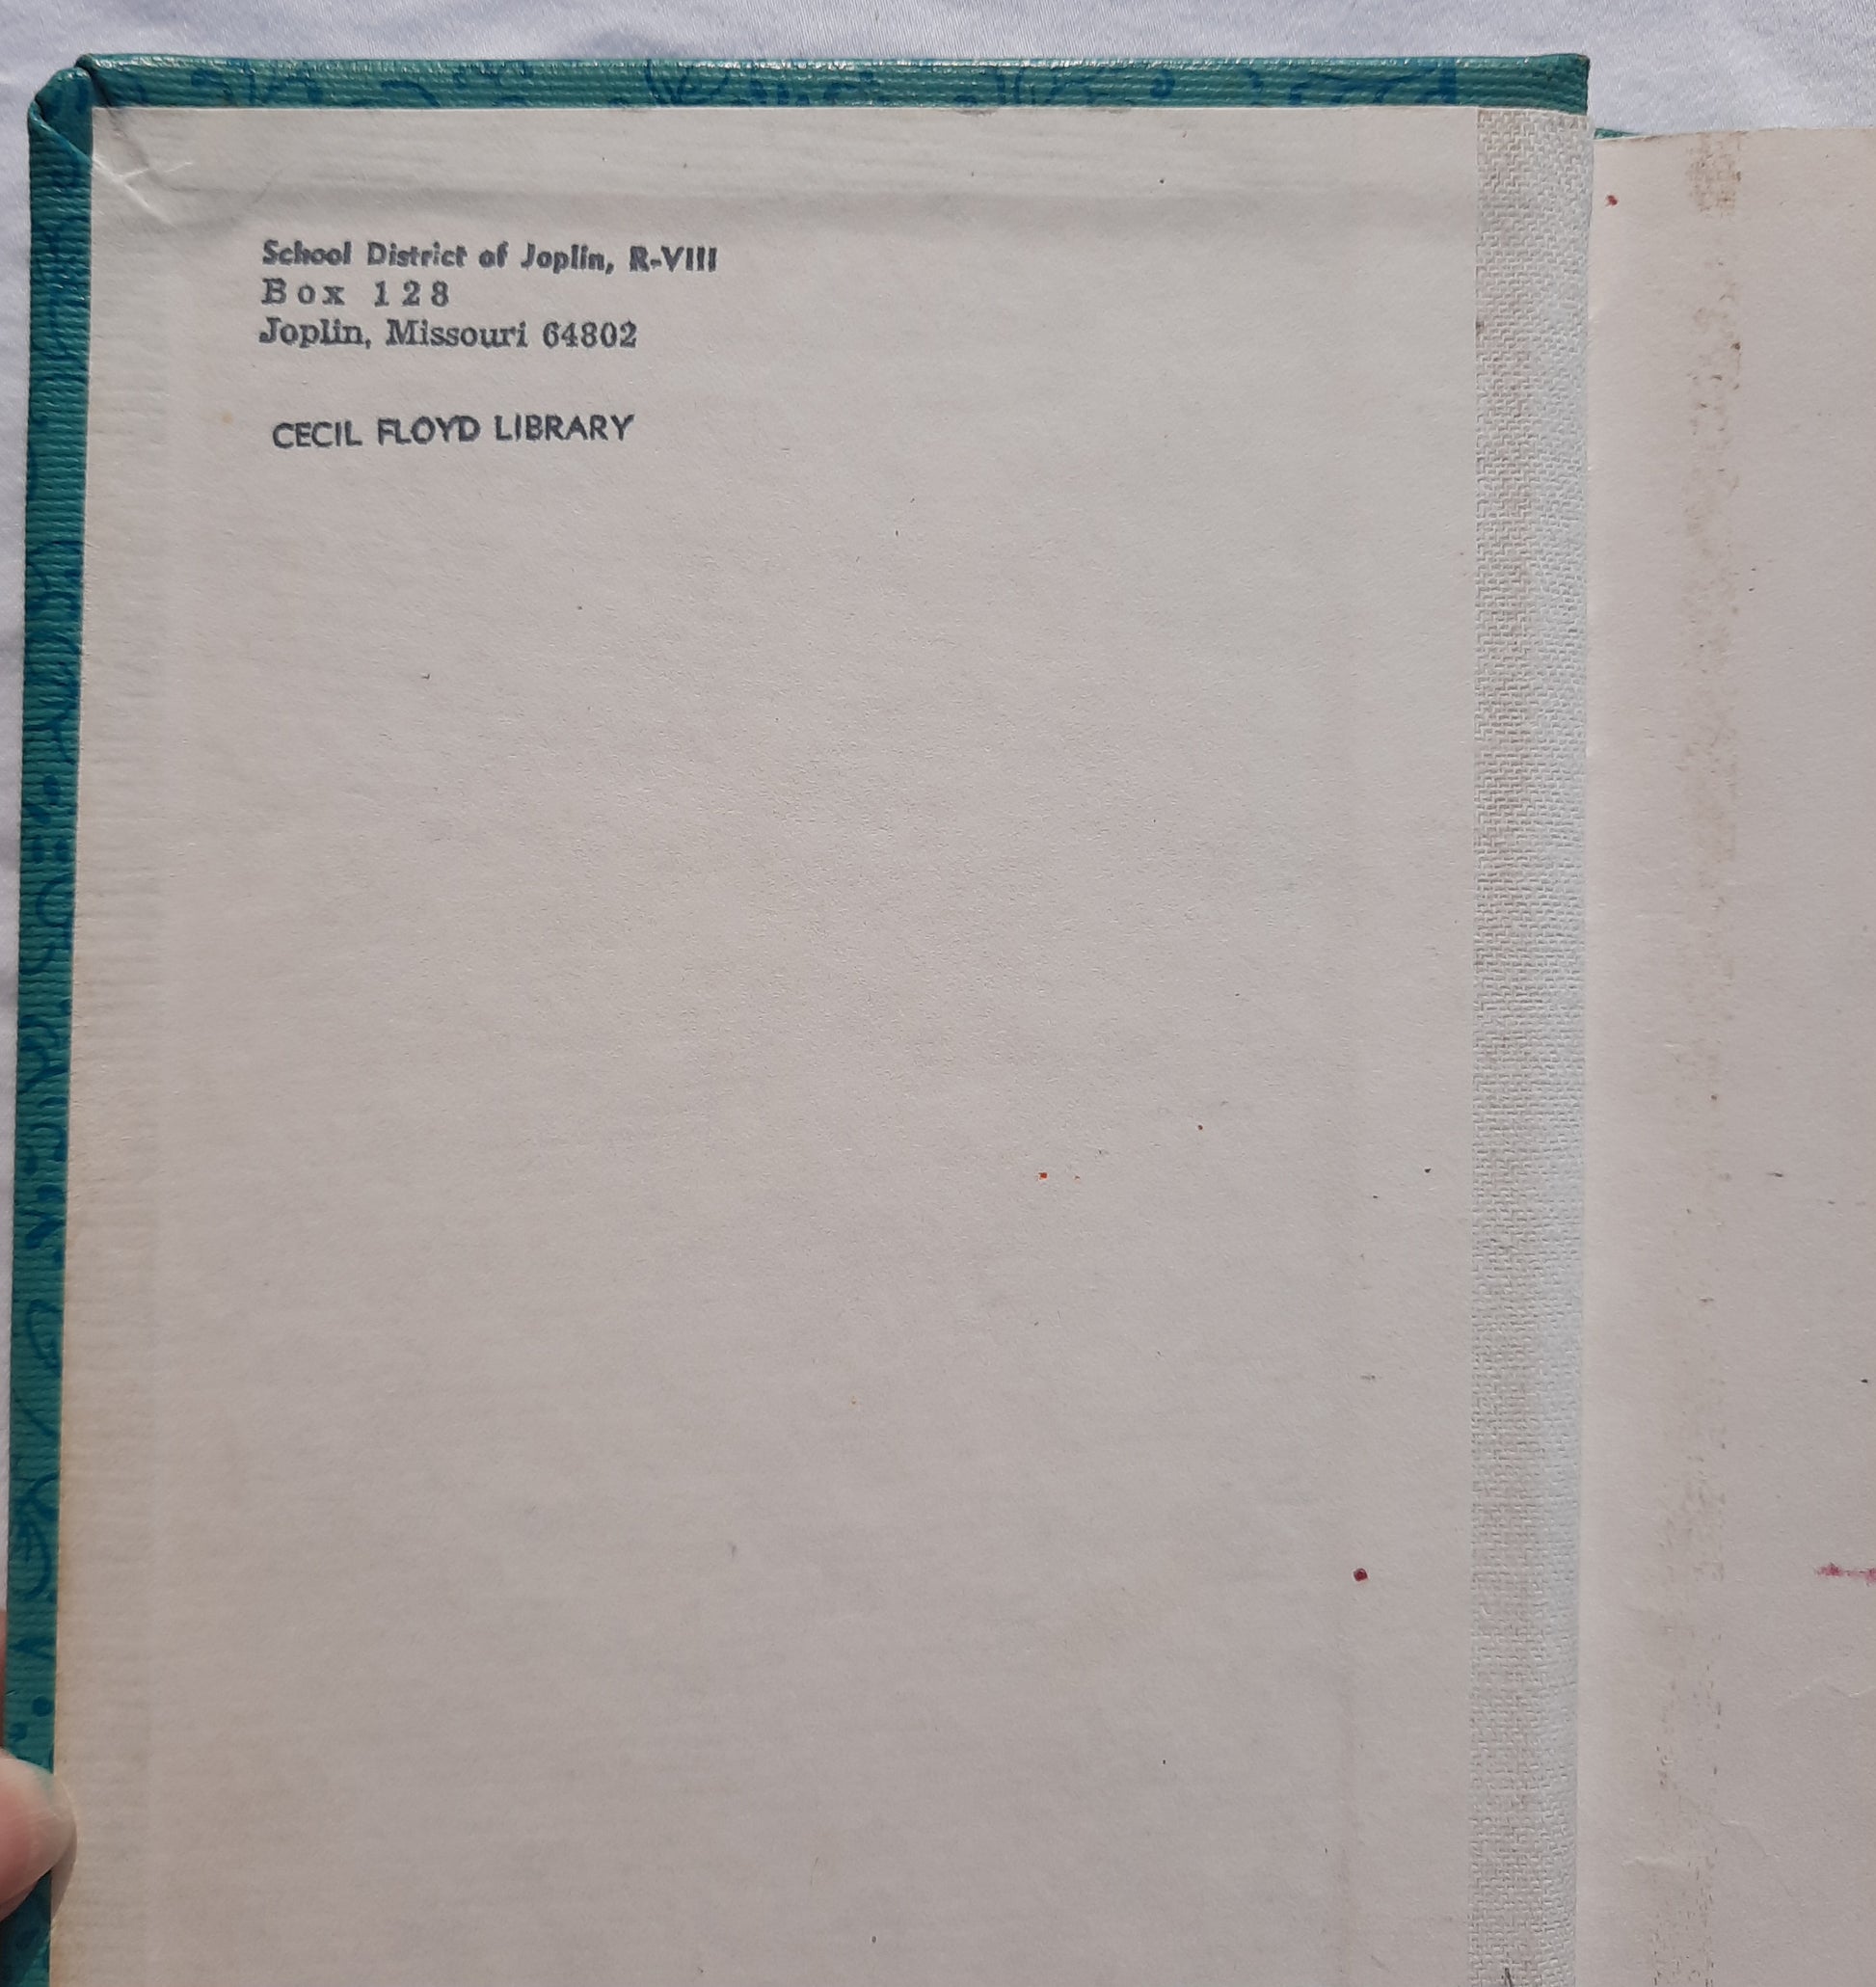 School District of Joplin, R-VIII
Box 128
Joplin, Missouri 64802
CECIL FLOYD LIBRARY